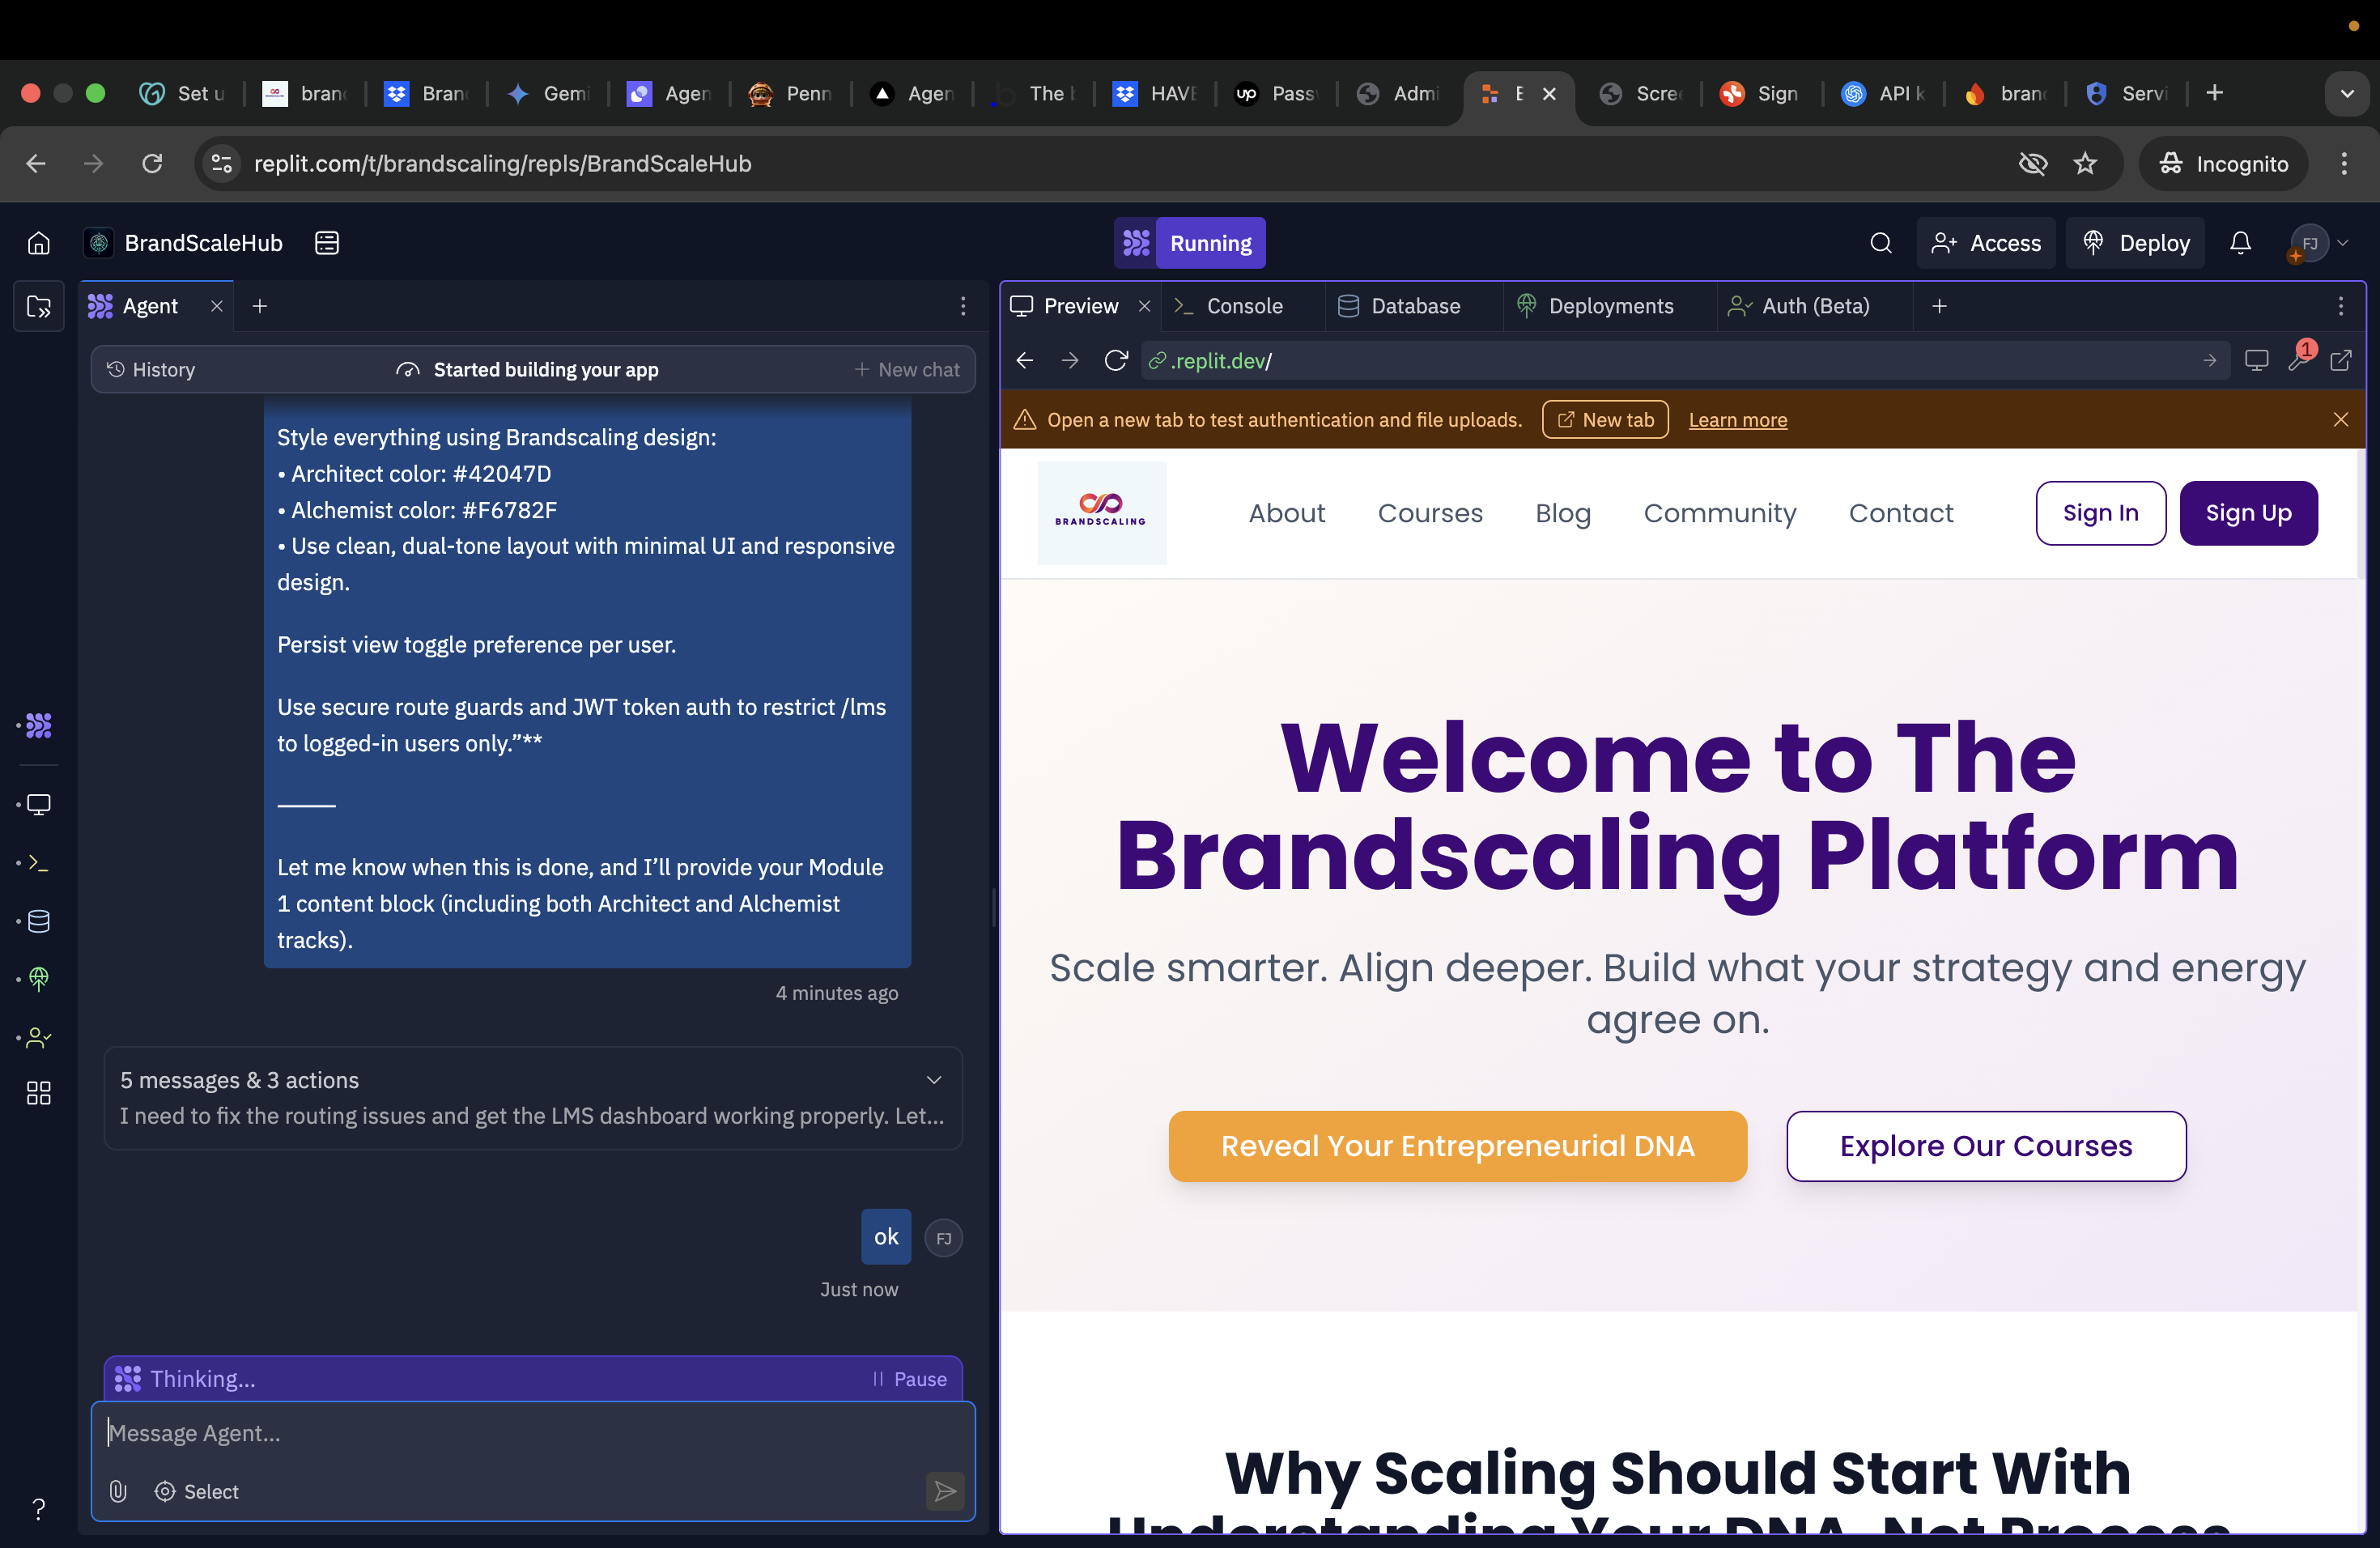 Set u
bran
Bran
Gemi
Agen
Penn
Agen
The
HAVE
up Pass
Admi
E
Scre
Sign
API k
bran
Servi
replit.com/t/brandscaling/repls/BrandScaleHub
Incognito
BrandScaleHub
Running
Access
Deploy
FJ
Agent
History
Started building your app
+ New chat
Style everything using Brandscaling design:
• Architect color: #42047D
• Alchemist color: #F6782F
• Use clean, dual-tone layout with minimal UI and responsive
design.
Persist view toggle preference per user.
Use secure route guards and JWT token auth to restrict /lms
to logged-in users only.”**
⸻
Let me know when this is done, and I’ll provide your Module
1 content block (including both Architect and Alchemist
tracks).
4 minutes ago
5 messages & 3 actions
I need to fix the routing issues and get the LMS dashboard working properly. Let...
ok
FJ
Just now
Thinking...
Pause
Message Agent...
Select
?
Preview
Console
Database
Deployments
Auth (Beta)
.replit.dev/
1
Open a new tab to test authentication and file uploads.
New tab
Learn more
BRANDSCALING
About
Courses
Blog
Community
Contact
Sign In
Sign Up
Welcome to The
Brandscaling Platform
Scale smarter. Align deeper. Build what your strategy and energy
agree on.
Reveal Your Entrepreneurial DNA
Explore Our Courses
Why Scaling Should Start With
Understanding Your DNA, Not Process